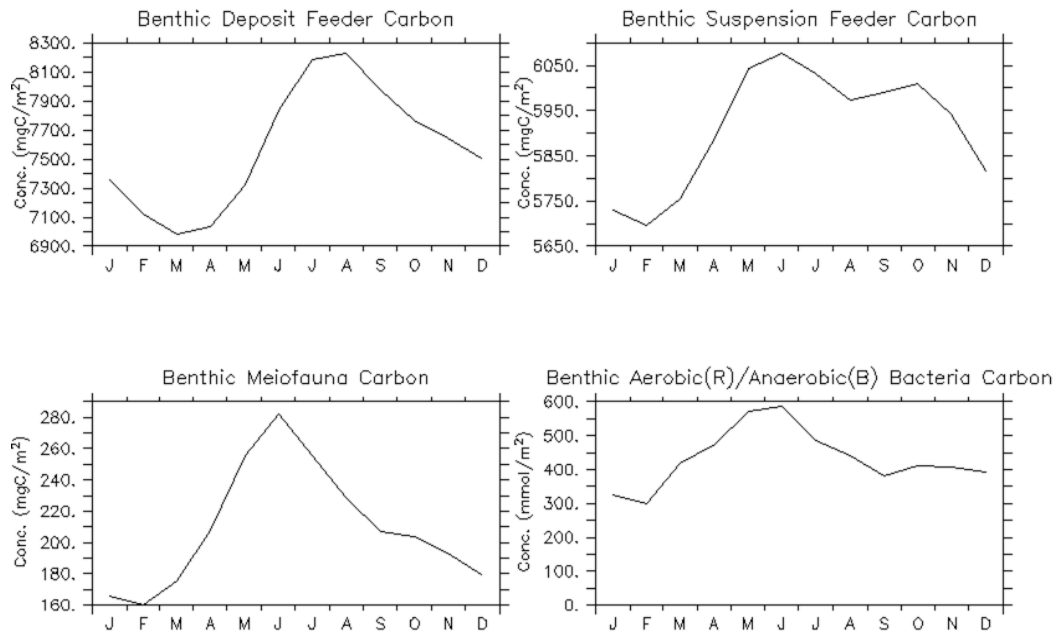 Benthic Deposit Feeder Carbon
8300.
8100.
7900.
7700.
7500.
7300.
7100.
6900.
Conc. (mgC/m²)
J F M A M J J A S O N D
Benthic Suspension Feeder Carbon
6050.
5950.
5850.
5750.
5650.
Conc. (mgC/m²)
J F M A M J J A S O N D
Benthic Meiofauna Carbon
280.
260.
240.
220.
200.
180.
160.
Conc. (mgC/m²)
J F M A M J J A S O N D
Benthic Aerobic(R)/Anaerobic(B) Bacteria Carbon
600.
500.
400.
300.
200.
100.
0.
Conc. (mmol/m²)
J F M A M J J A S O N D